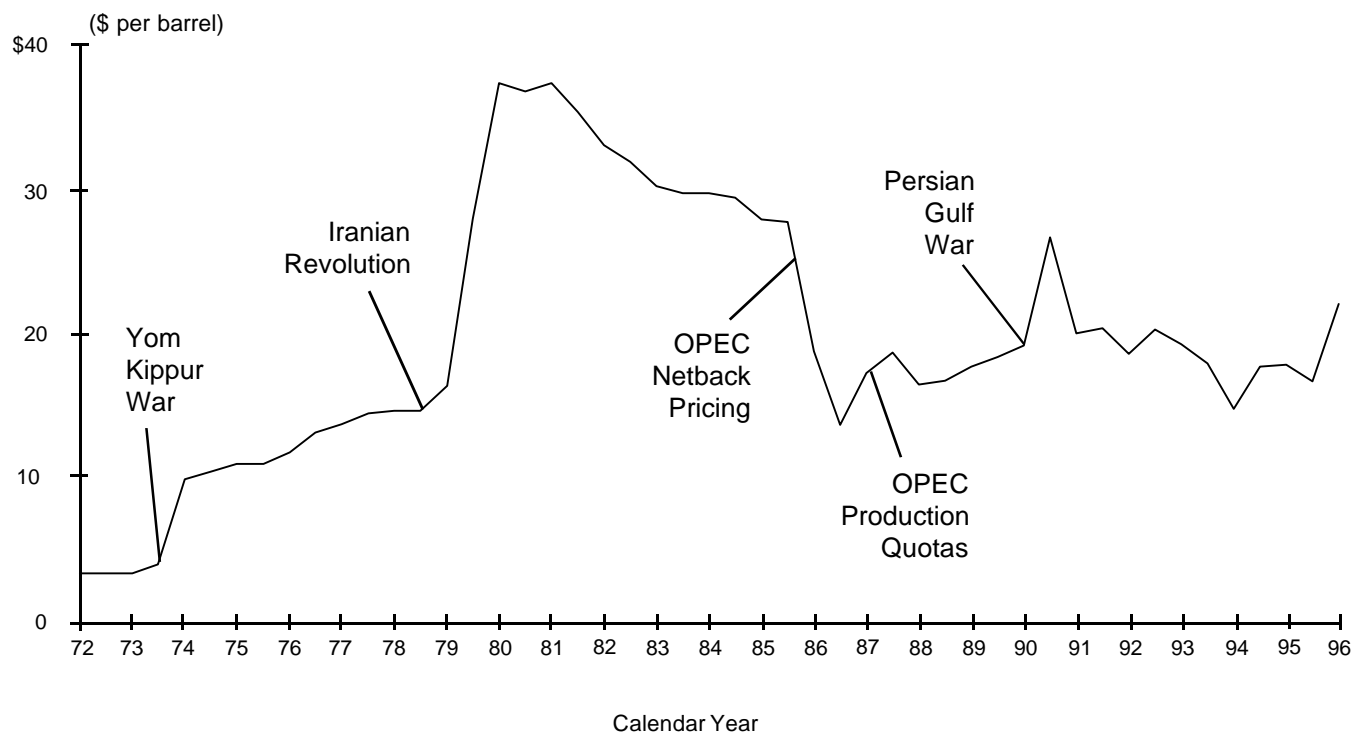 ($ per barrel)
$40
30
20
10
0
Yom
Kippur
War
Iranian
Revolution
OPEC
Netback
Pricing
Persian
Gulf
War
OPEC
Production
Quotas
72 73 74 75 76 77 78 79 80 81 82 83 84 85 86 87 88 89 90 91 92 93 94 95 96
Calendar Year